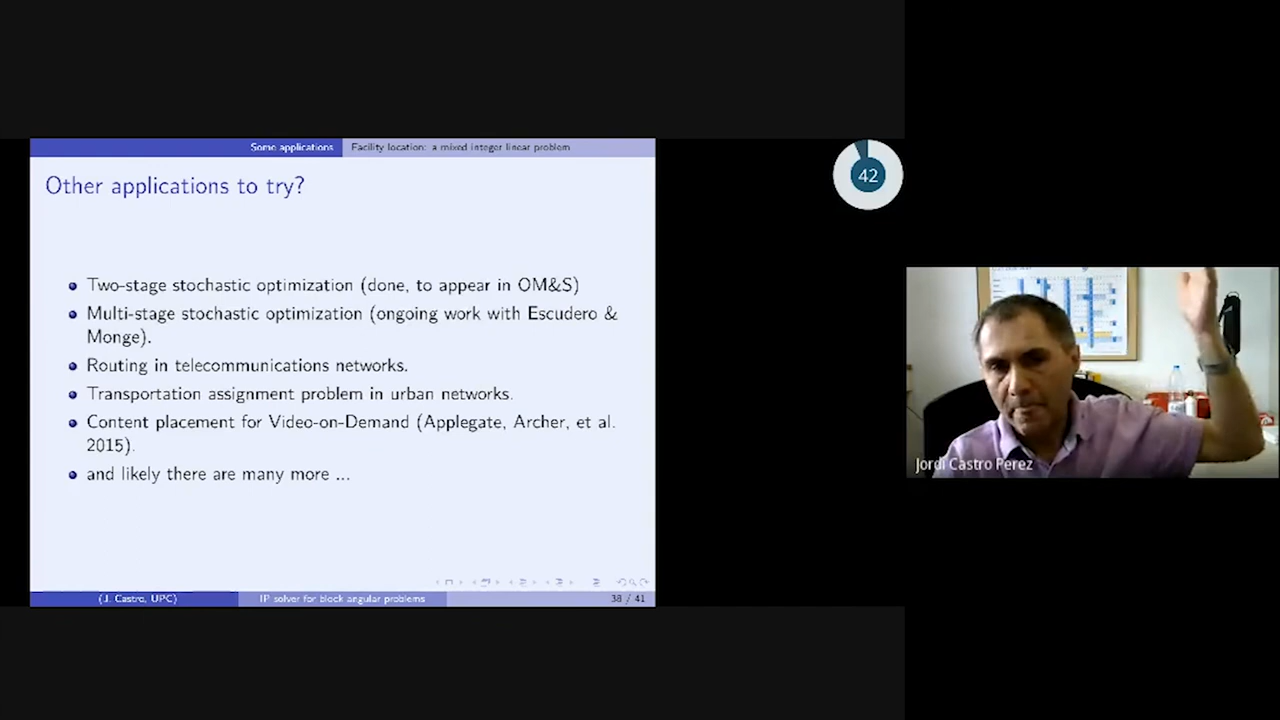 Some applications
Facility location: a mixed integer linear problem
Other applications to try?
Two-stage stochastic optimization (done, to appear in OM&S)
Multi-stage stochastic optimization (ongoing work with Escudero &
Monge).
Routing in telecommunications networks.
Transportation assignment problem in urban networks.
Content placement for Video-on-Demand (Applegate, Archer, et al.
2015).
and likely there are many more ...
(J. Castro, UPC)
IP solver for block angular problems
38 / 41
42
Jordi Castro Perez